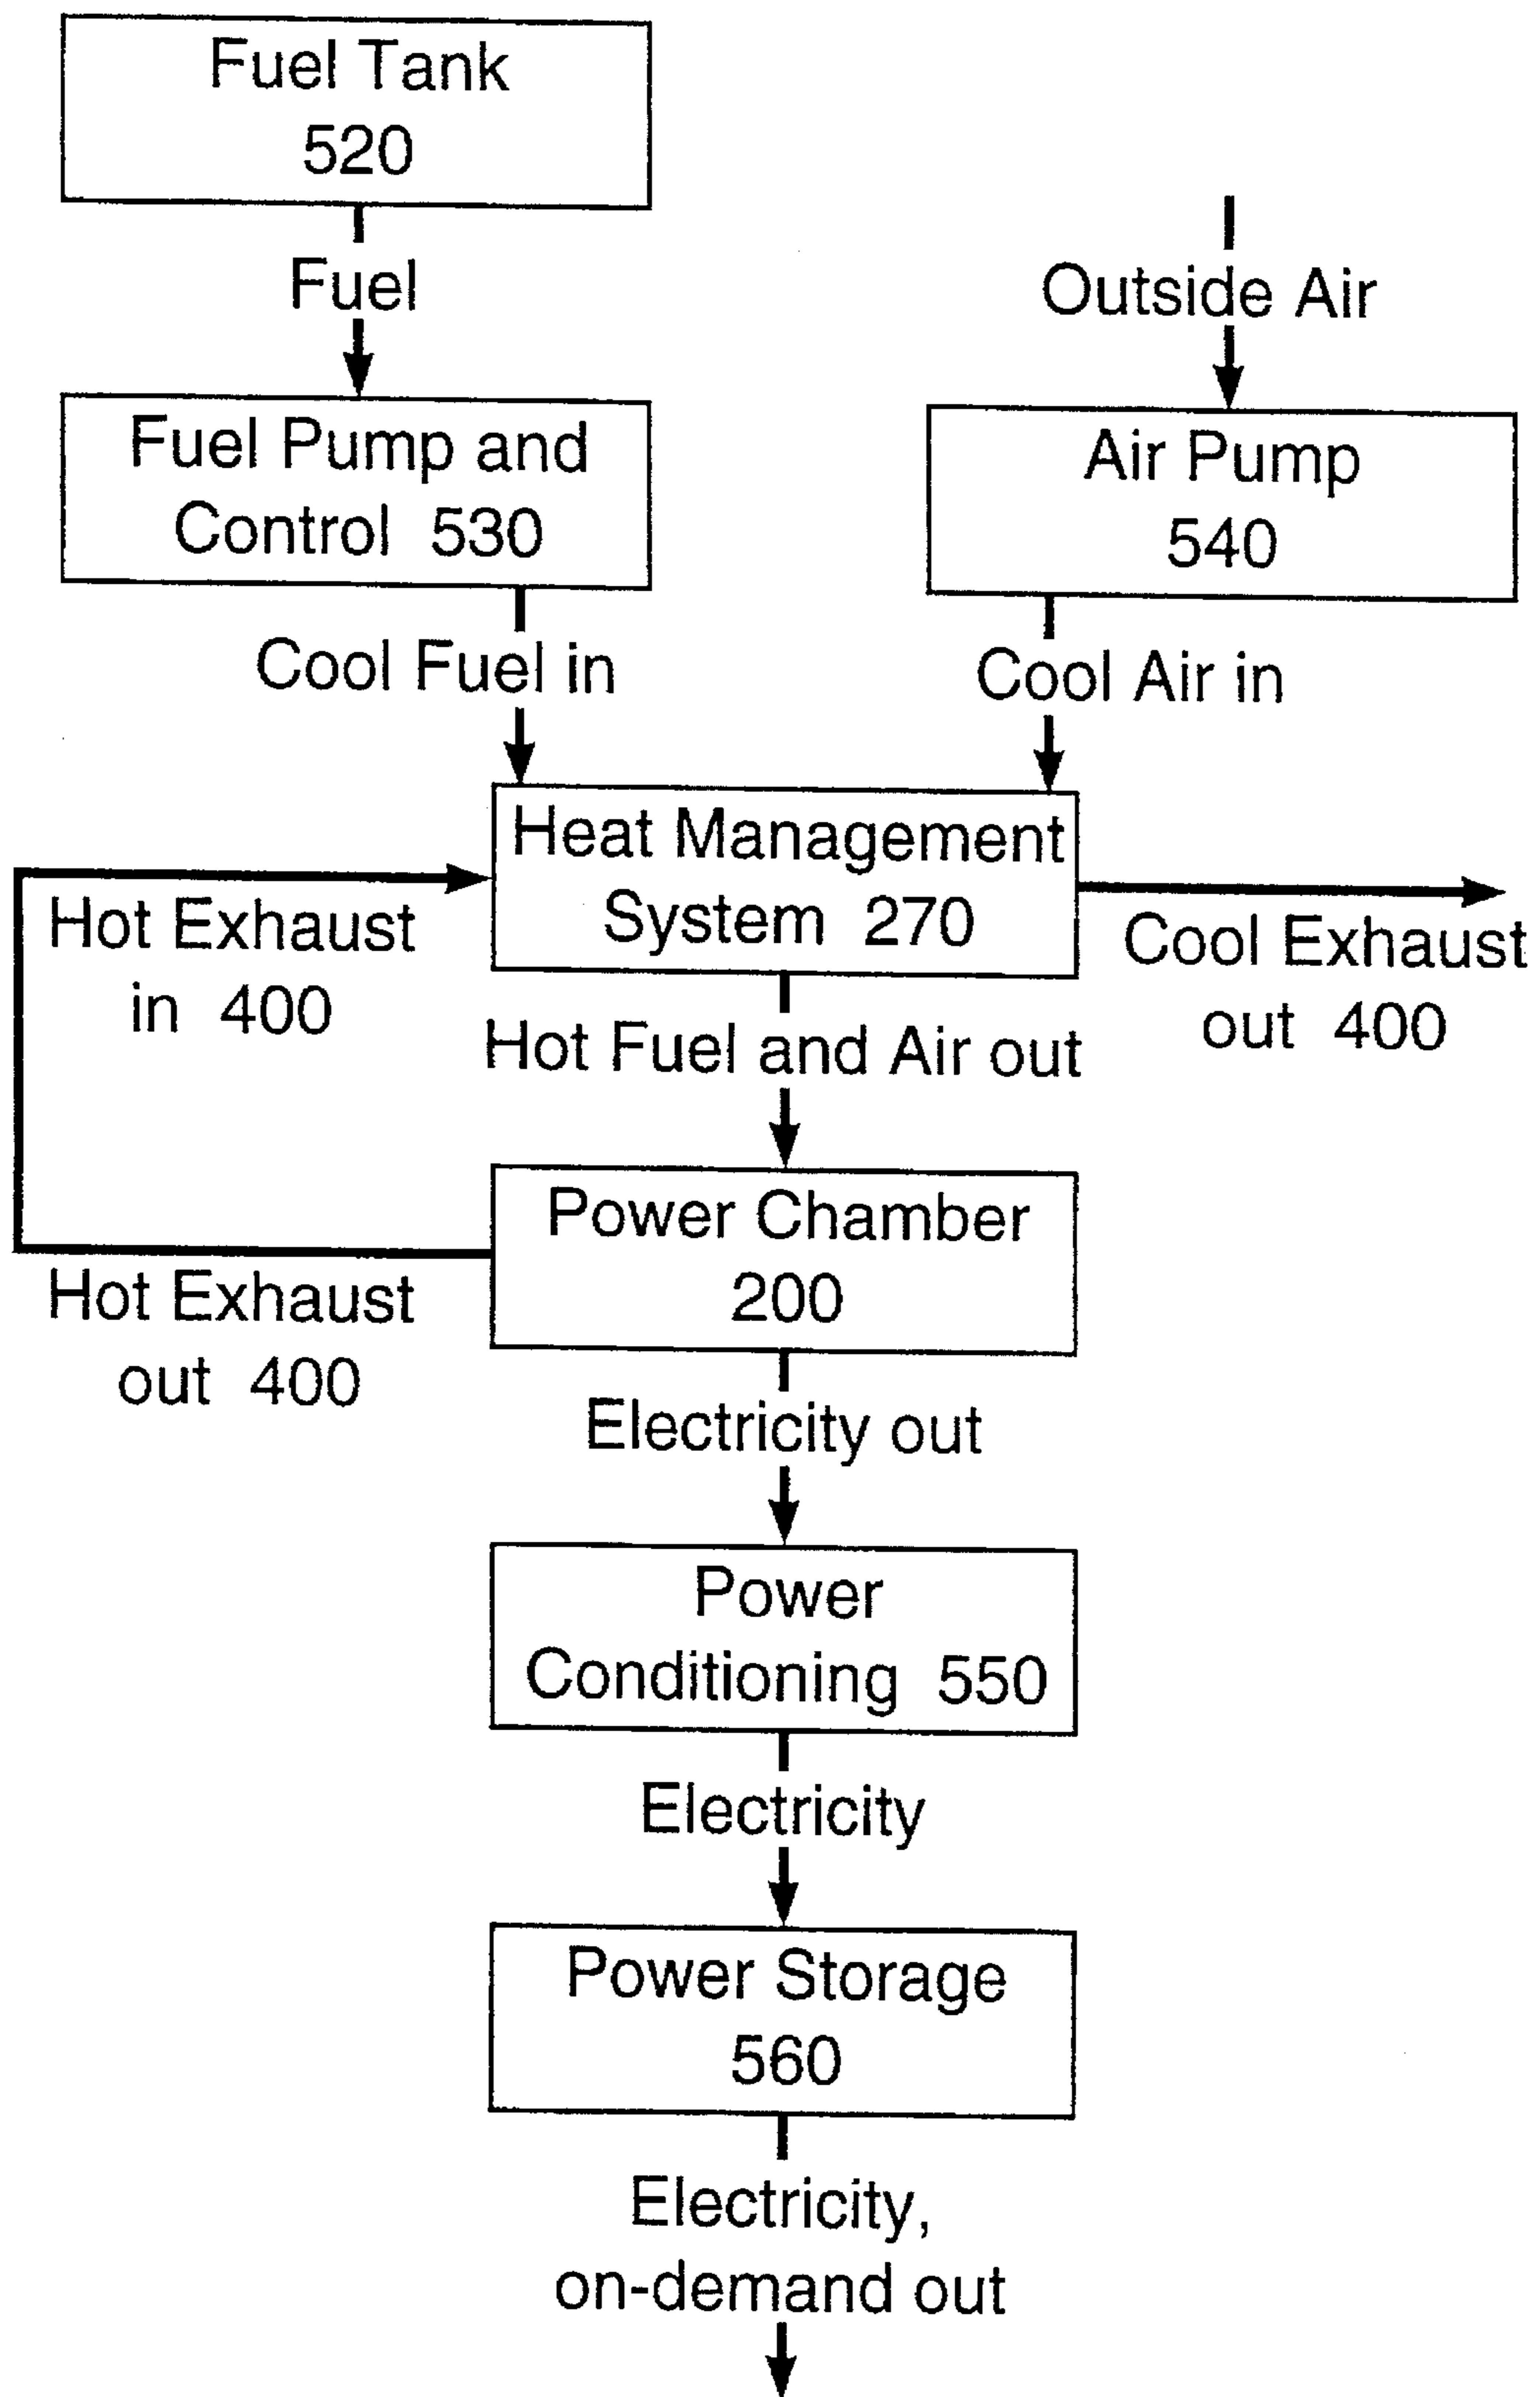 Fuel Tank
520
Fuel
Outside Air
Fuel Pump and
Control 530
Air Pump
540
Cool Fuel in
Cool Air in
Heat Management
System 270
Hot Exhaust
in 400
Cool Exhaust
out 400
Hot Fuel and Air out
Power Chamber
200
Hot Exhaust
out 400
Electricity out
Power
Conditioning 550
Electricity
Power Storage
560
Electricity,
on-demand out